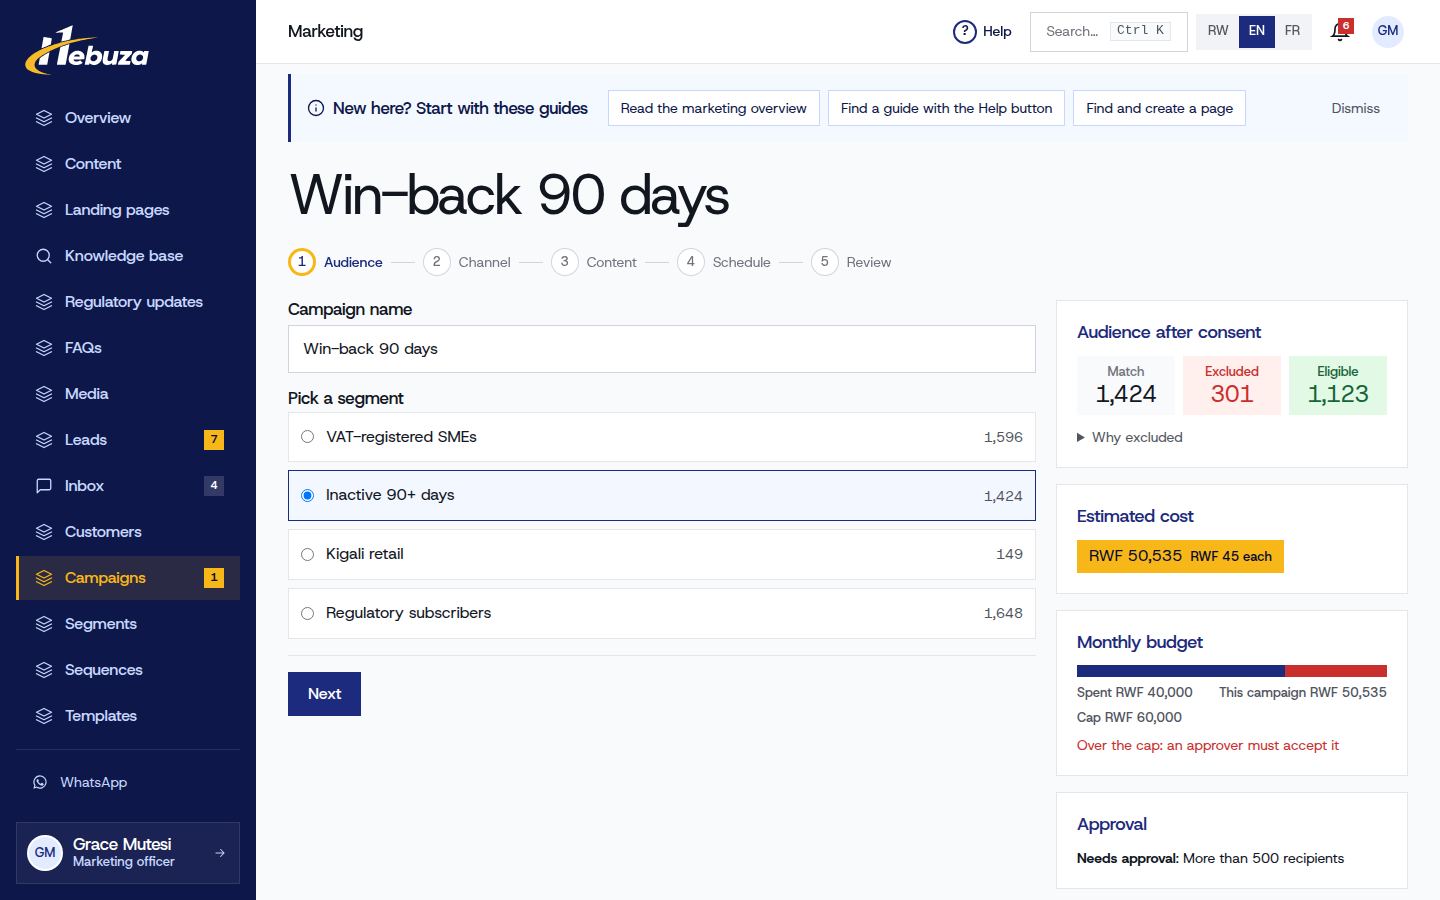 Hebuza
Overview
Content
Landing pages
Knowledge base
Regulatory updates
FAQs
Media
Leads 7
Inbox 4
Customers
Campaigns 1
Segments
Sequences
Templates
WhatsApp
GM Grace Mutesi
Marketing officer
Marketing
? Help
Search... Ctrl K
RW EN FR
6
GM
New here? Start with these guides
Read the marketing overview
Find a guide with the Help button
Find and create a page
Dismiss
Win-back 90 days
1 Audience 2 Channel 3 Content 4 Schedule 5 Review
Campaign name
Win-back 90 days
Pick a segment
VAT-registered SMEs 1,596
Inactive 90+ days 1,424
Kigali retail 149
Regulatory subscribers 1,648
Next
Audience after consent
Match Excluded Eligible
1,424 301 1,123
Why excluded
Estimated cost
RWF 50,535 RWF 45 each
Monthly budget
Spent RWF 40,000 This campaign RWF 50,535
Cap RWF 60,000
Over the cap: an approver must accept it
Approval
Needs approval: More than 500 recipients